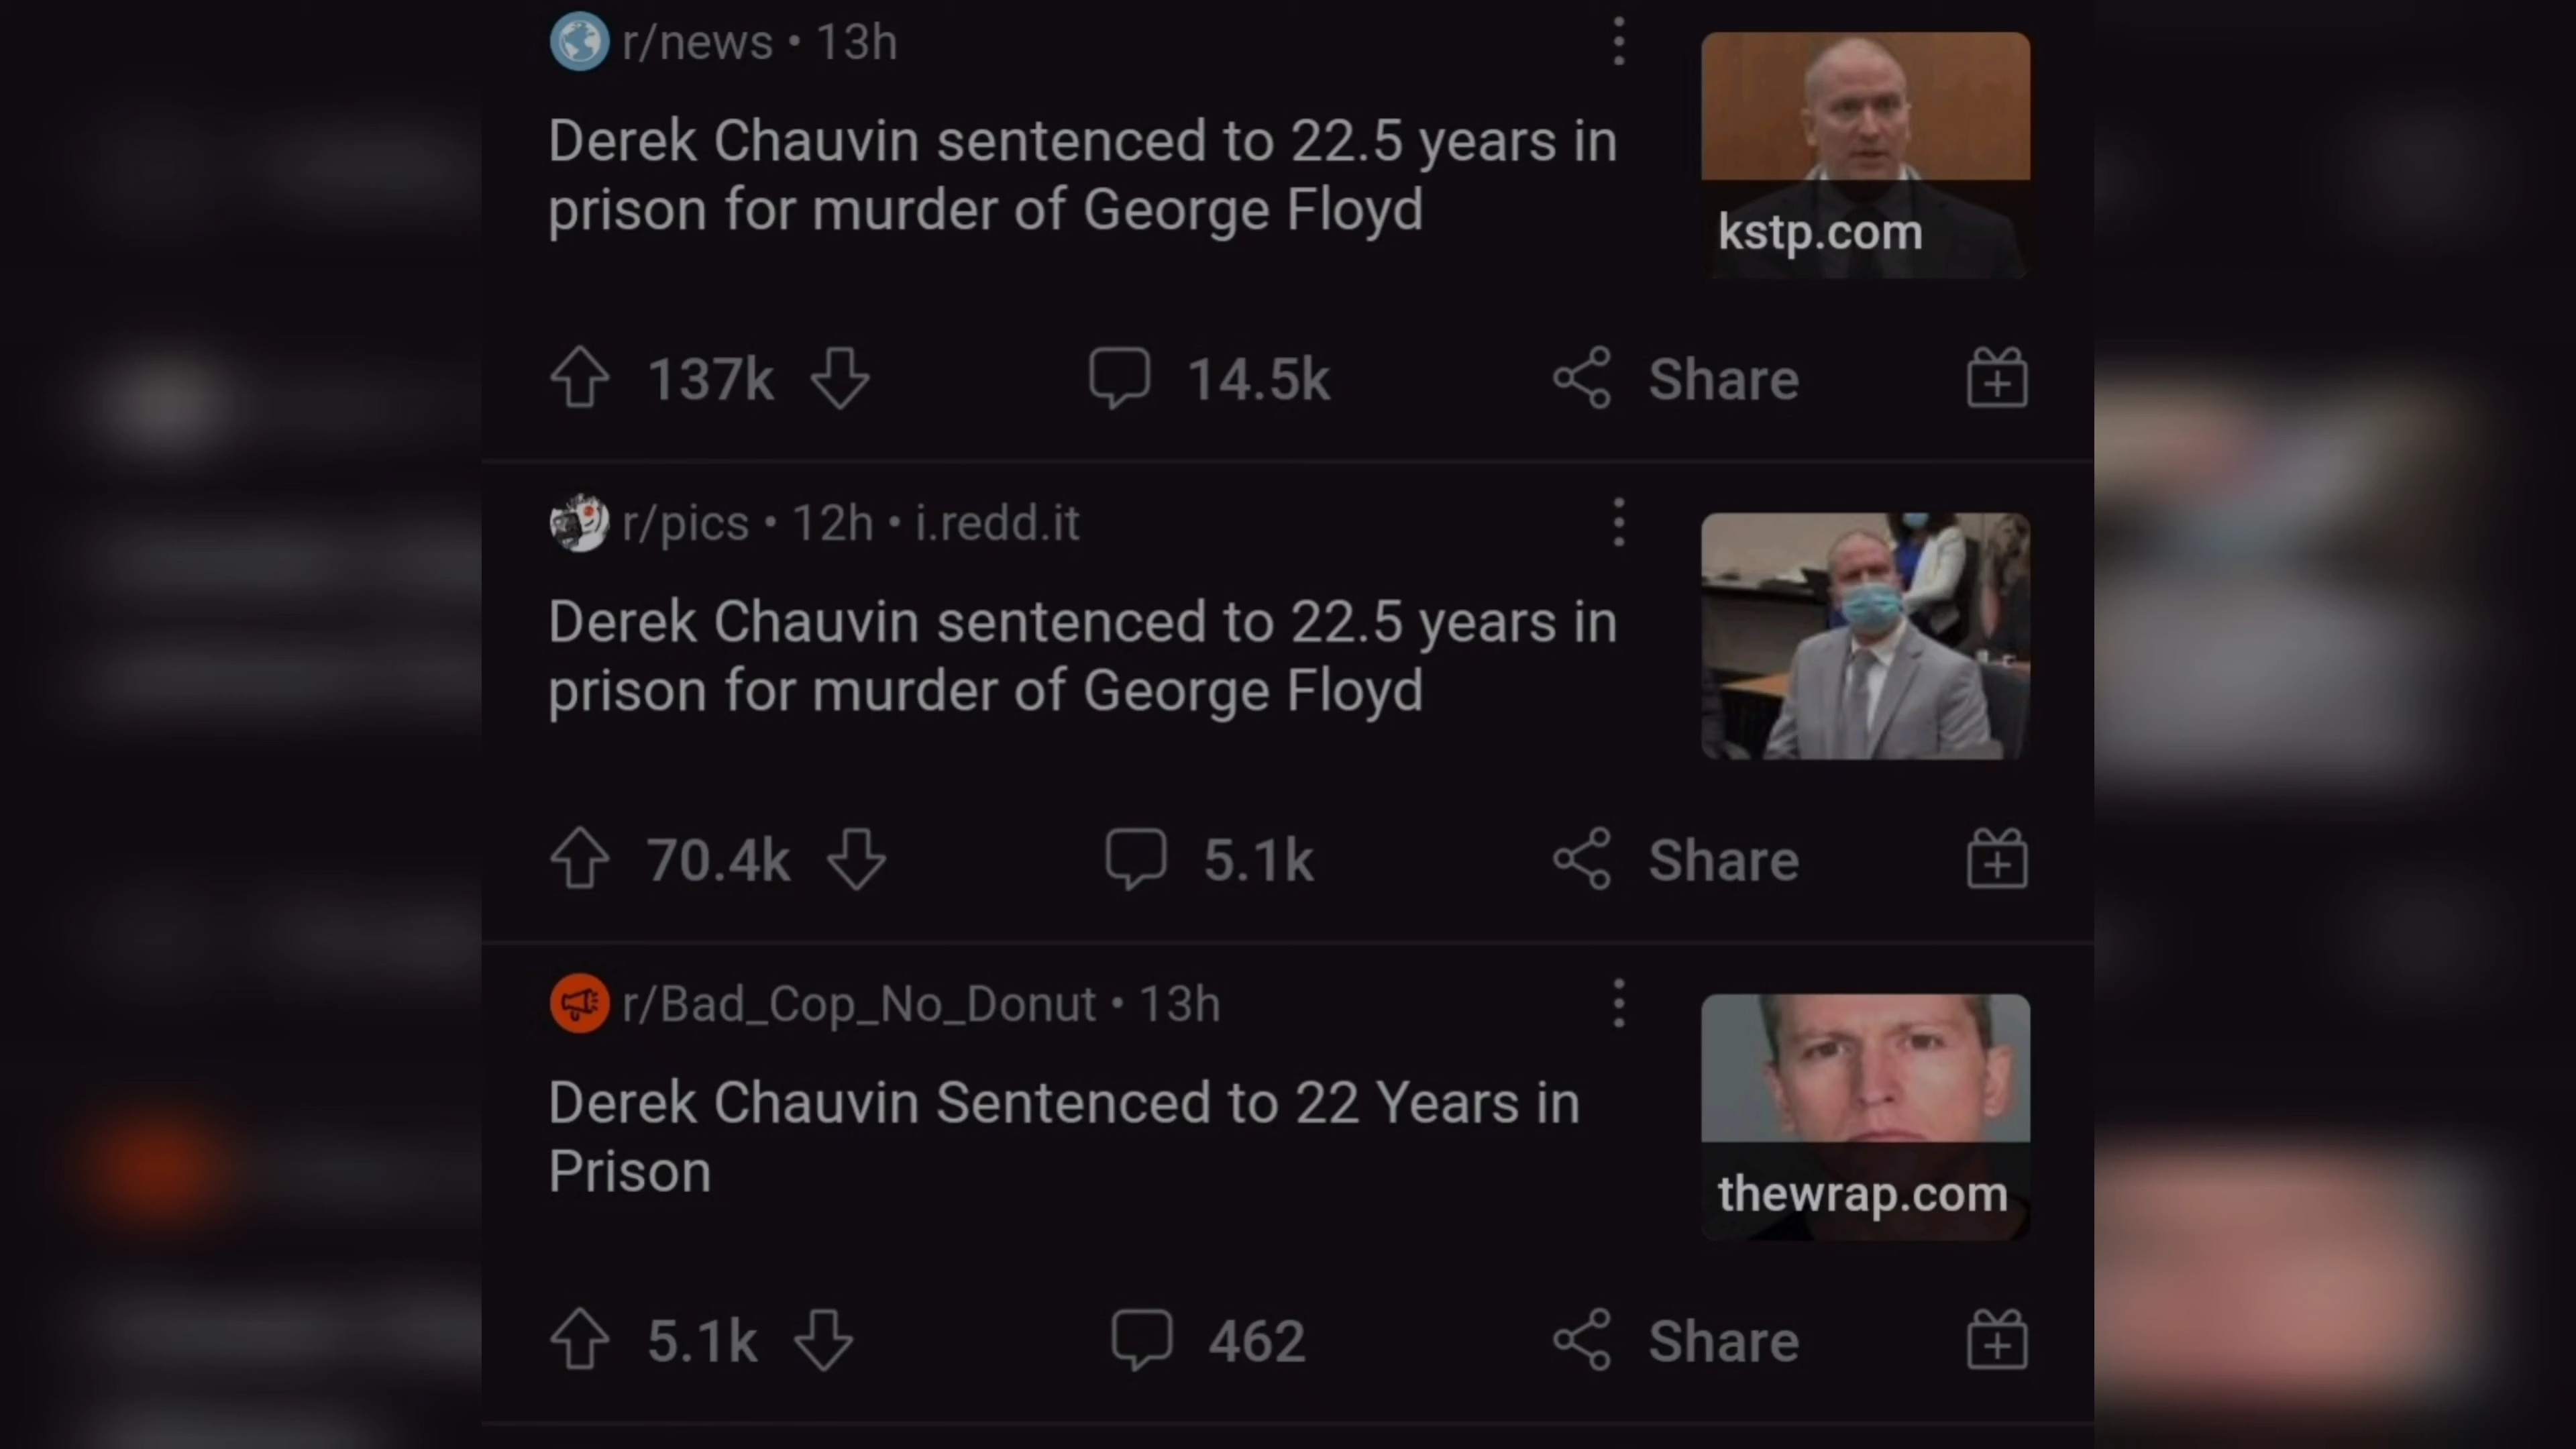 r/news • 13h
Derek Chauvin sentenced to 22.5 years in
prison for murder of George Floyd
kstp.com
137k
14.5k
Share
r/pics • 12h • i.redd.it
Derek Chauvin sentenced to 22.5 years in
prison for murder of George Floyd
70.4k
5.1k
Share
r/Bad_Cop_No_Donut • 13h
Derek Chauvin Sentenced to 22 Years in
Prison
thewrap.com
5.1k
462
Share